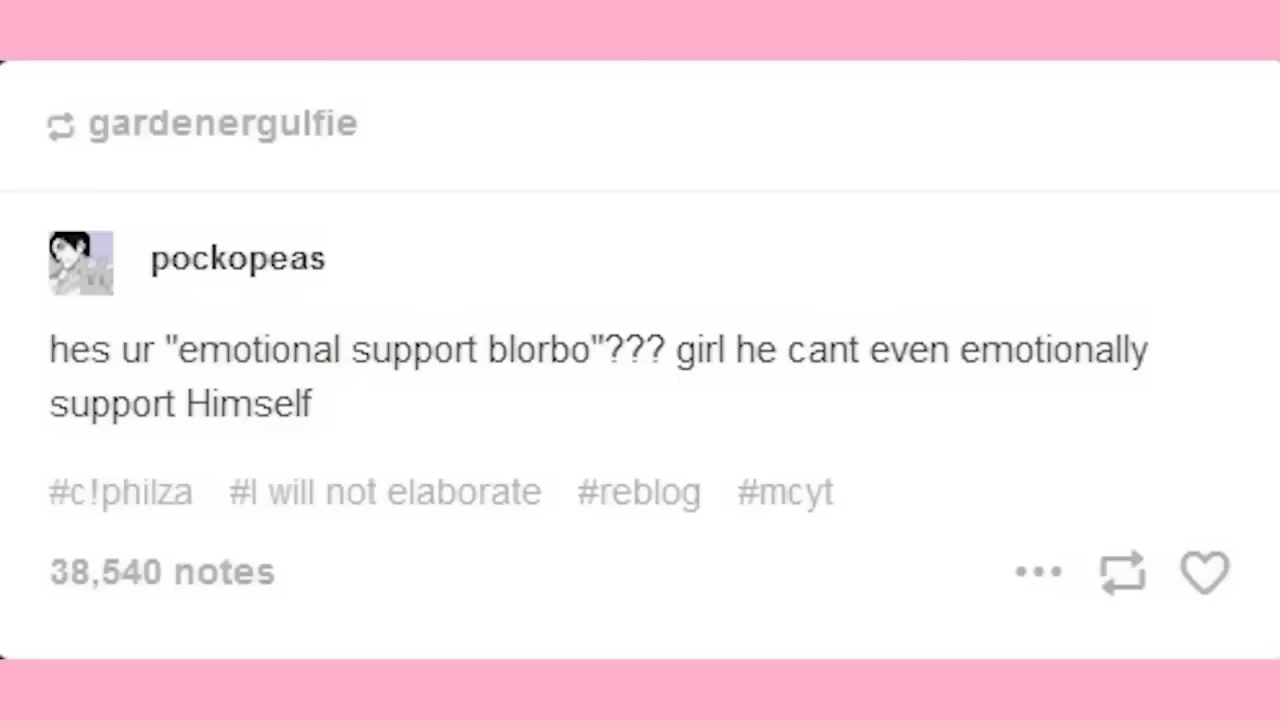 gardenergulfie
pockopeas
hes ur "emotional support blorbo"??? girl he cant even emotionally
support Himself
#c!philza #I will not elaborate #reblog #mcyt
38,540 notes